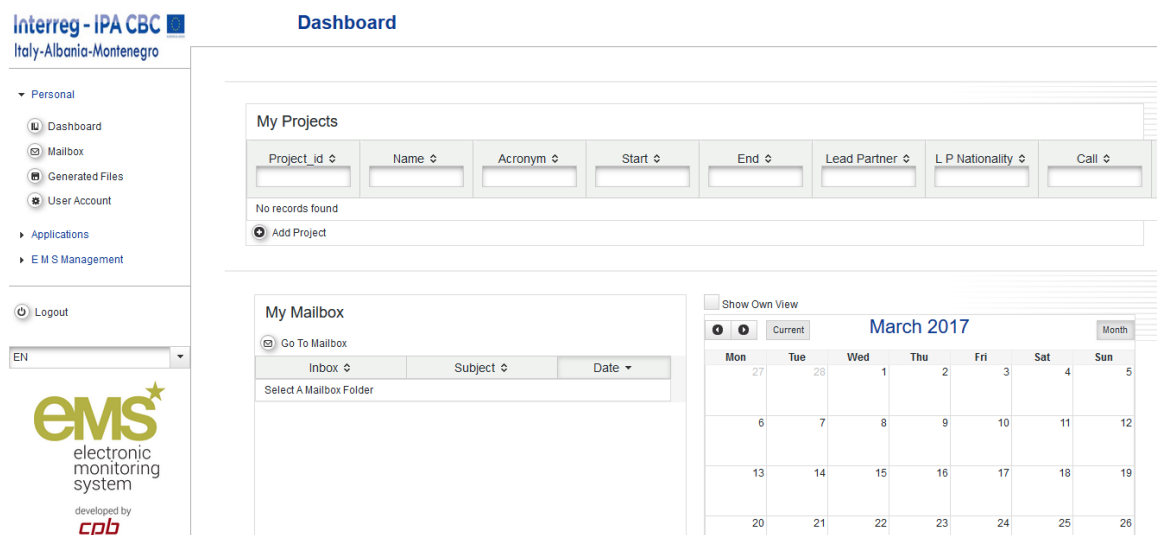 Interreg - IPA CBC
Italy-Albania-Montenegro
Dashboard
Personal
Dashboard
Mailbox
Generated Files
User Account
Applications
E M S Management
Logout
EN
ems
electronic
monitoring
system
developed by
cpb
My Projects
Project_id Name Acronym Start End Lead Partner L P Nationality Call
No records found
Add Project
My Mailbox
Go To Mailbox
Inbox Subject Date
Select A Mailbox Folder
Show Own View
Current March 2017 Month
Mon Tue Wed Thu Fri Sat Sun
27 28 1 2 3 4 5
6 7 8 9 10 11 12
13 14 15 16 17 18 19
20 21 22 23 24 25 26